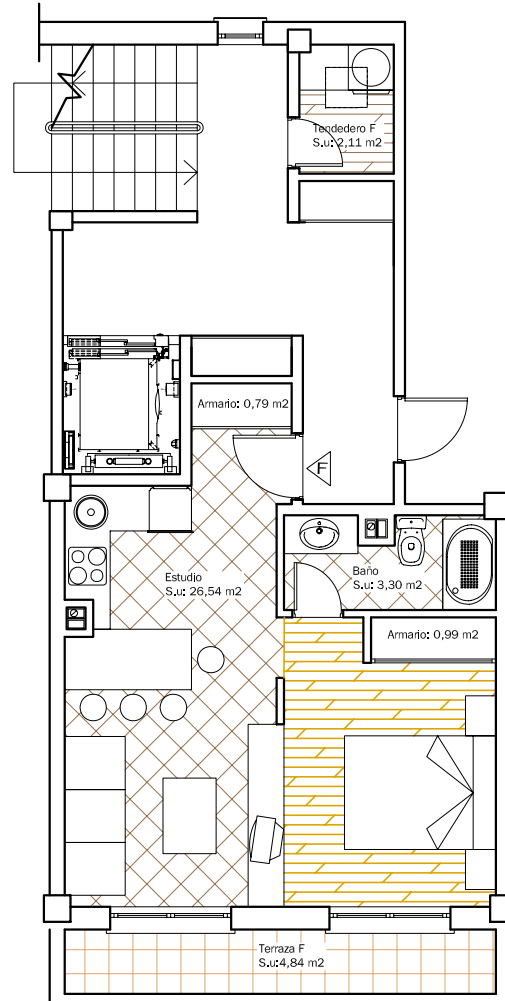 Tendedero F
S.u: 2,11 m2
Armario: 0,79 m2
F
Estudio
S.u: 26,54 m2
Baño
S.u: 3,30 m2
Armario: 0,99 m2
Terraza F
S.u:4,84 m2